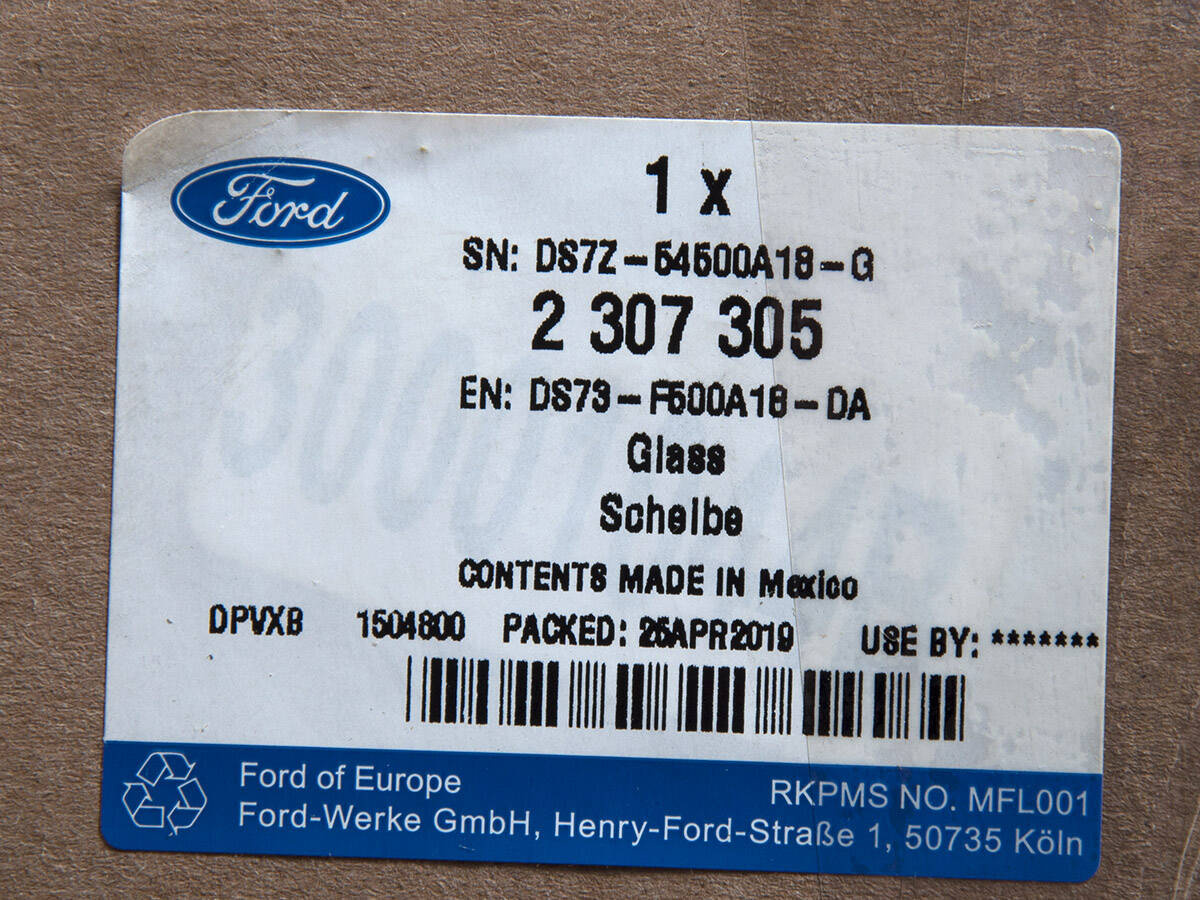 Ford
1 x
SN: DS7Z-54500A18-G
2 307 305
EN: DS73-F500A18-DA
Glass
Scheibe
CONTENTS MADE IN Mexico
DPVXB 1504800 PACKED: 25APR2019 USE BY: *******
Ford of Europe RKPMS NO. MFL001
Ford-Werke GmbH, Henry-Ford-Straße 1, 50735 Köln